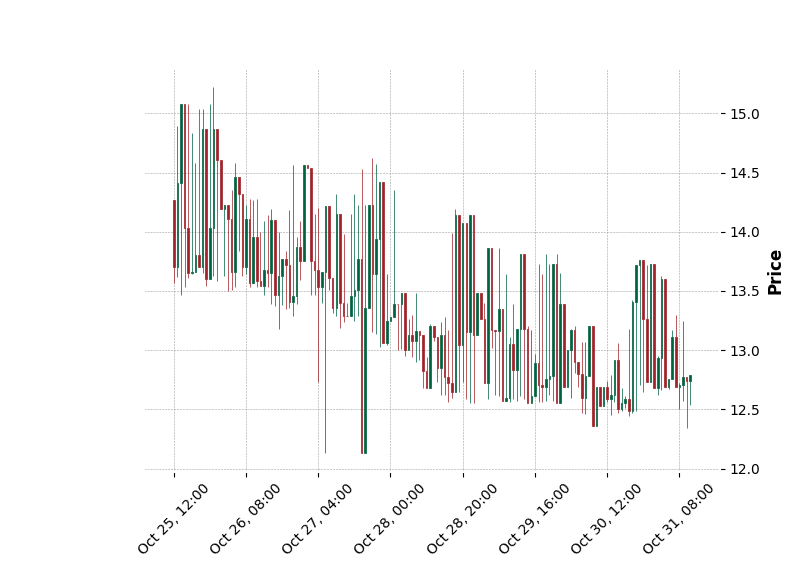 15.0
14.5
14.0
13.5
13.0
12.5
12.0
Price
Oct 25, 12:00
Oct 26, 08:00
Oct 27, 04:00
Oct 28, 00:00
Oct 28, 20:00
Oct 29, 16:00
Oct 30, 12:00
Oct 31, 08:00